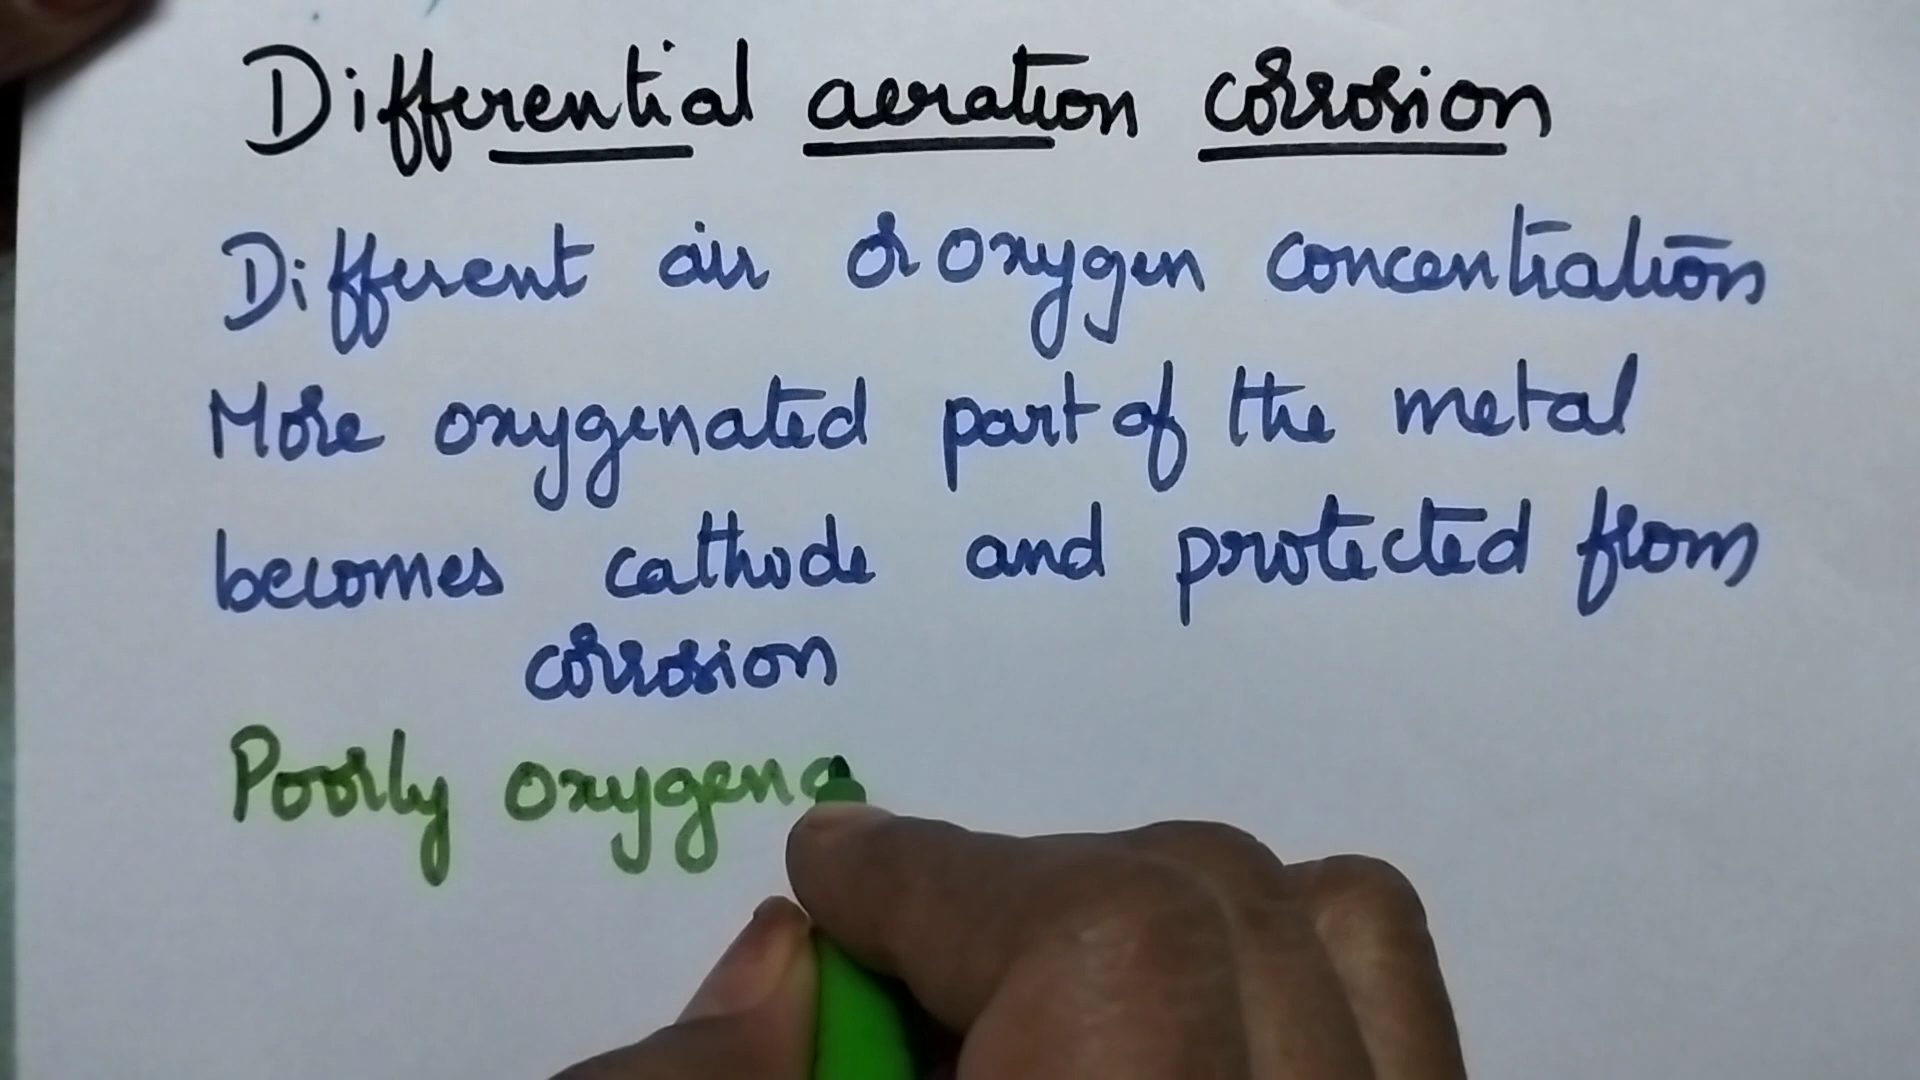 Differential aeration corrosion
Different air or oxygen concentration
More oxygenated part of the metal
becomes cathode and protected from
corrosion
Poorly oxygena